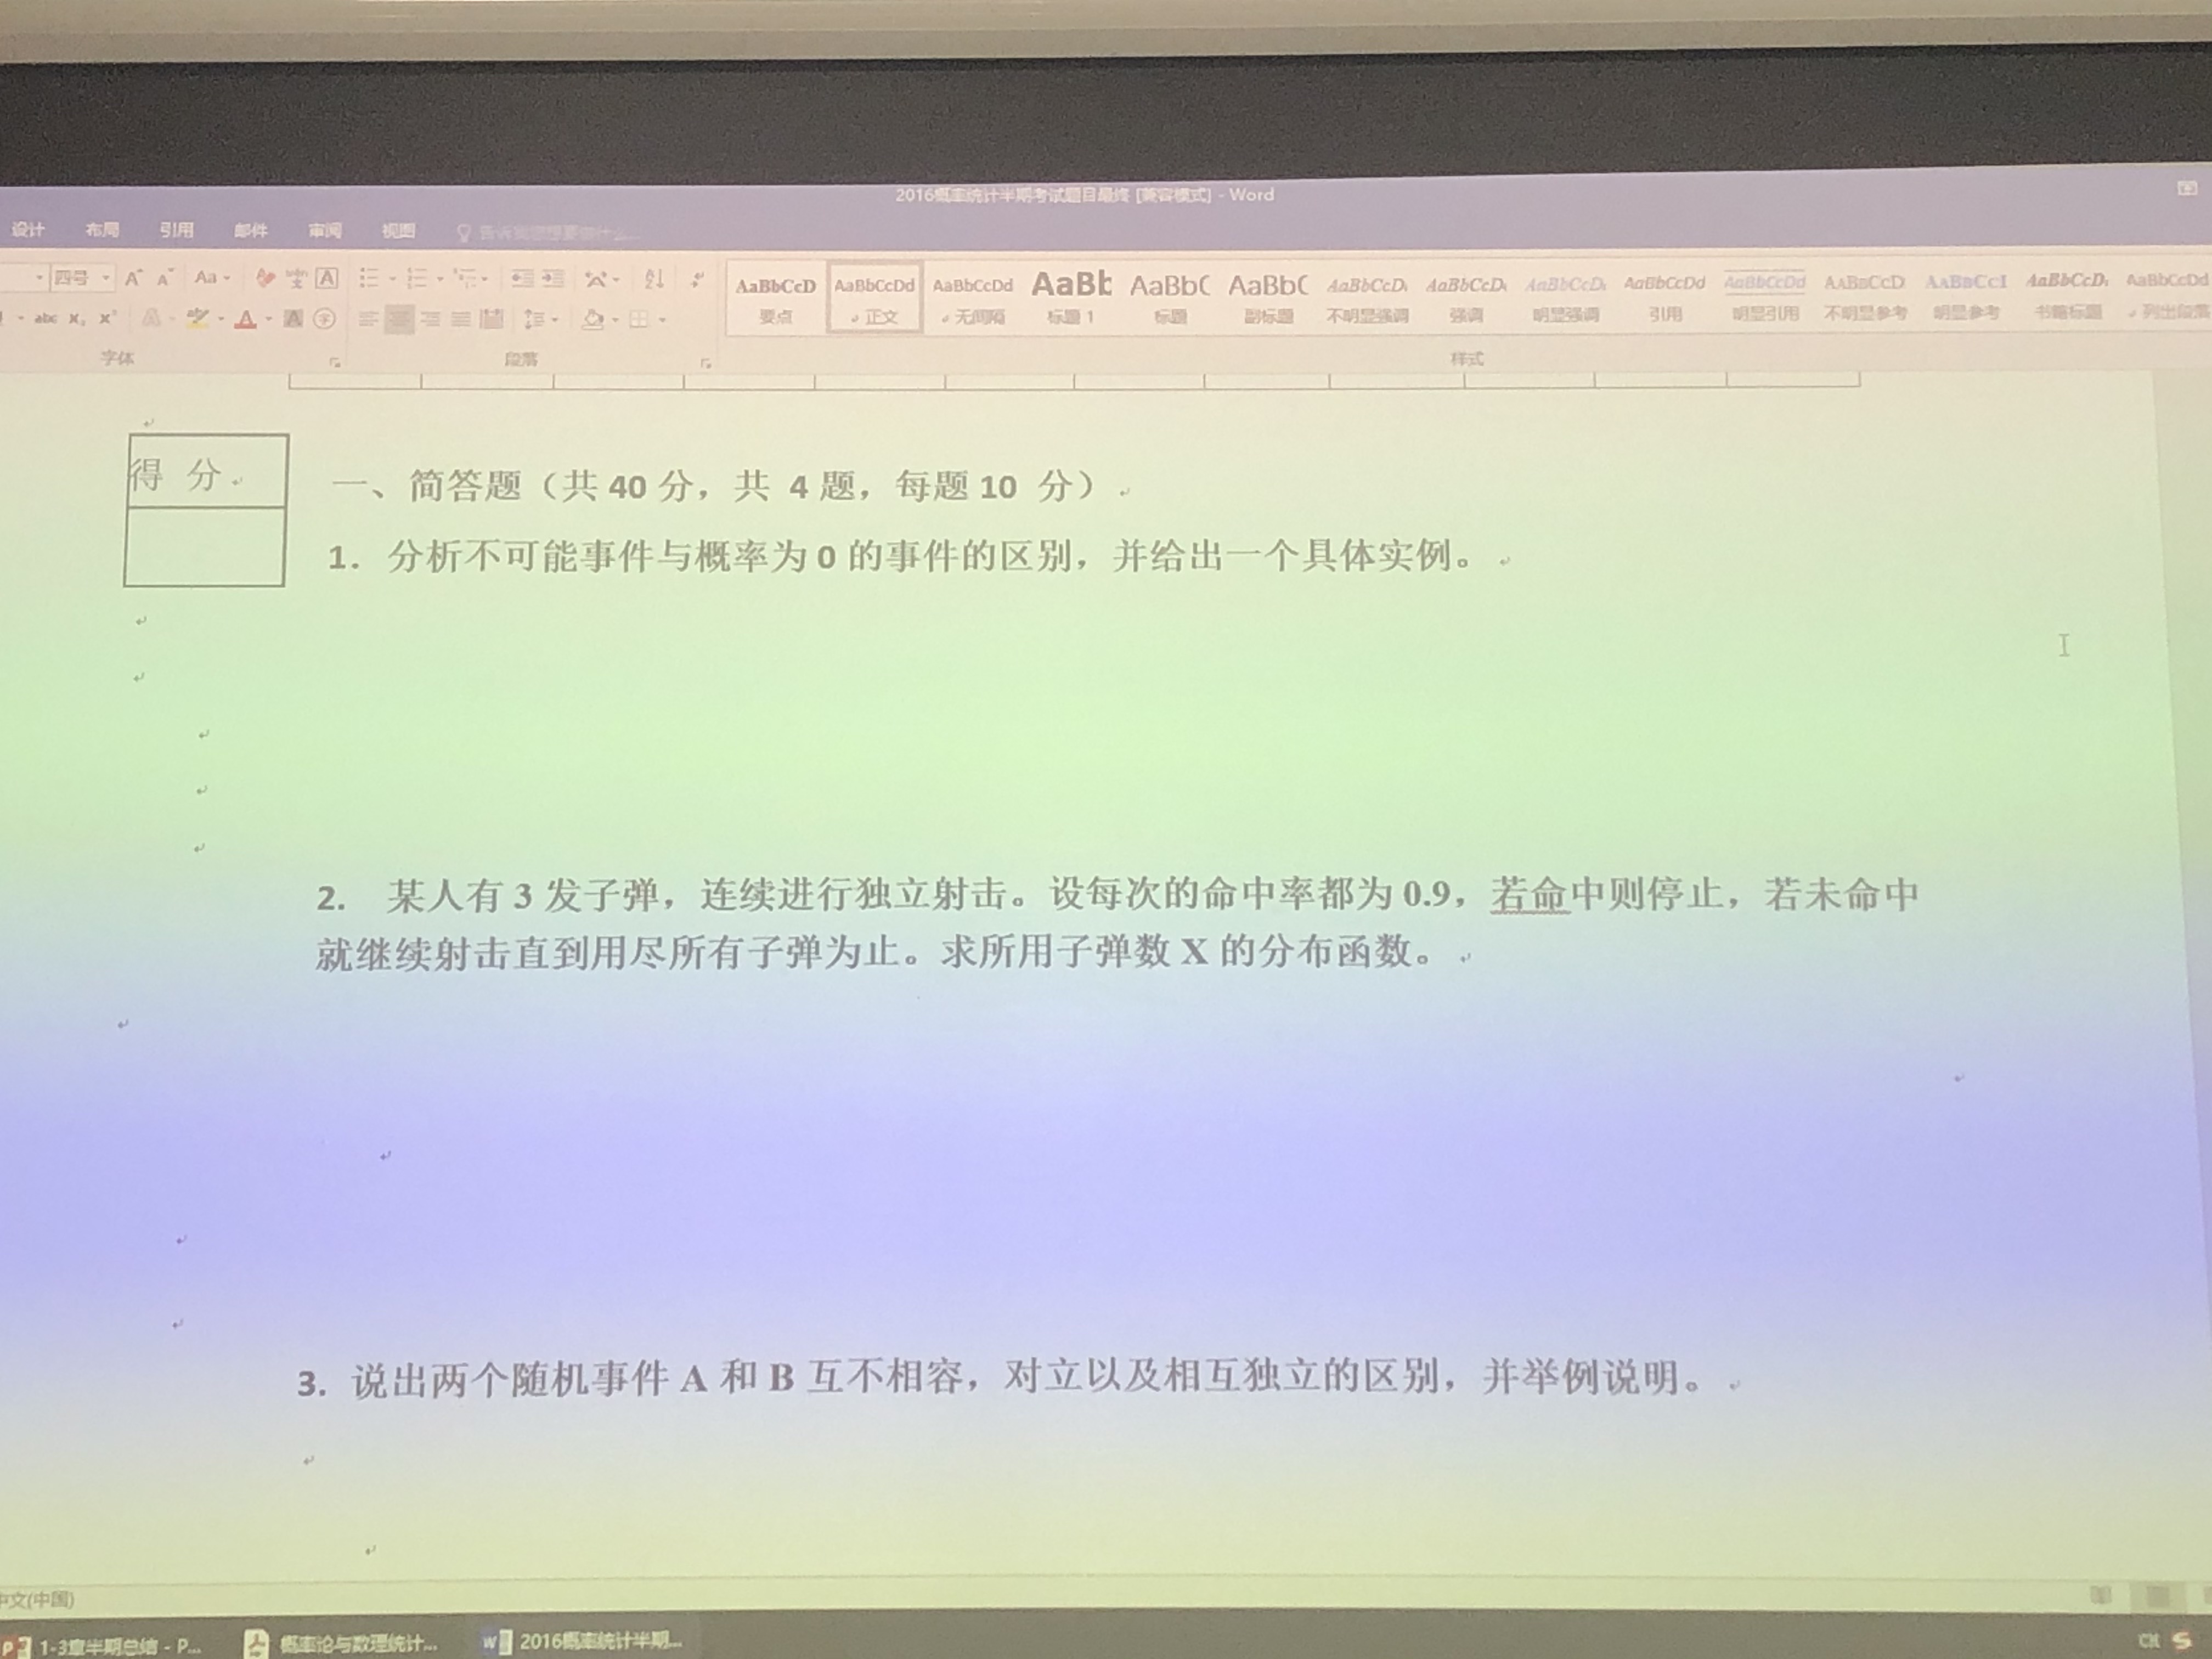 2016概率统计半期考试题目最终 [兼容模式] - Word
设计 布局 引用 邮件 审阅 视图 告诉我您想要做什么...
四号 Aa
abc
AaBbCcD AaBbCcDd AaBbCcDd AaBb AaBbC AaBbC AaBbCcD AaBbCcD AaBbCcD AaBbCcDd AaBbCcDd AABBCCD AABBCCI AaBbCcD AaBbCcDd
要点 正文 无间隔 标题 1 标题 副标题 不明显强调 强调 明显强调 引用 明显引用 不明显参考 明显参考 书籍标题 列出段落
字体 段落 样式
得 分
一、简答题（共 40 分，共 4 题，每题 10 分）
1. 分析不可能事件与概率为 0 的事件的区别，并给出一个具体实例。
2. 某人有 3 发子弹，连续进行独立射击。设每次的命中率都为 0.9，若命中则停止，若未命中
就继续射击直到用尽所有子弹为止。求所用子弹数 X 的分布函数。
3. 说出两个随机事件 A 和 B 互不相容，对立以及相互独立的区别，并举例说明。
中文(中国)
1-3章半期总结 - P... 概率论与数理统计... 2016概率统计半期...
CH